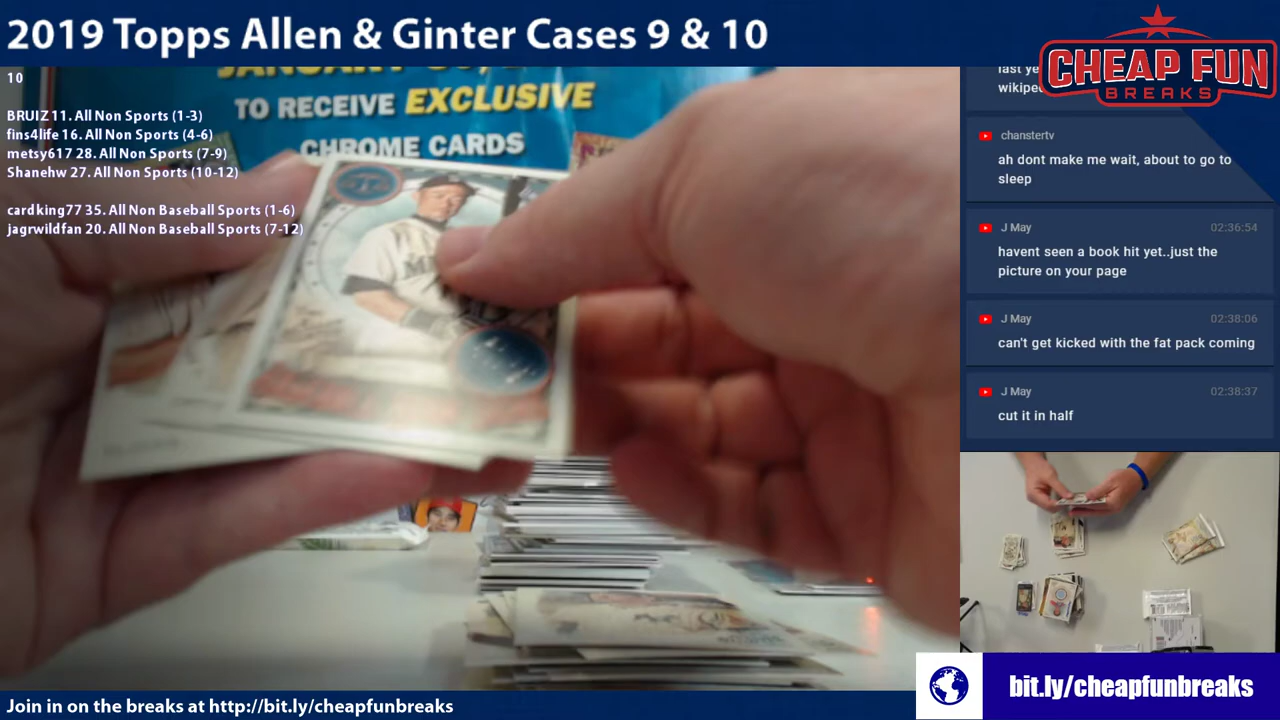 2019 Topps Allen & Ginter Cases 9 & 10
10
BRUIZ 11. All Non Sports (1-3)
fins4life 16. All Non Sports (4-6)
metsy617 28. All Non Sports (7-9)
Shanehw 27. All Non Sports (10-12)
cardking77 35. All Non Baseball Sports (1-6)
jagrwildfan 20. All Non Baseball Sports (7-12)
TO RECEIVE EXCLUSIVE
CHROME CARDS
CHEAP FUN
BREAKS
last ye
wikipe
chanstertv
ah dont make me wait, about to go to
sleep
J May 02:36:54
havent seen a book hit yet..just the
picture on your page
J May 02:38:06
can't get kicked with the fat pack coming
J May 02:38:37
cut it in half
bit.ly/cheapfunbreaks
Join in on the breaks at http://bit.ly/cheapfunbreaks